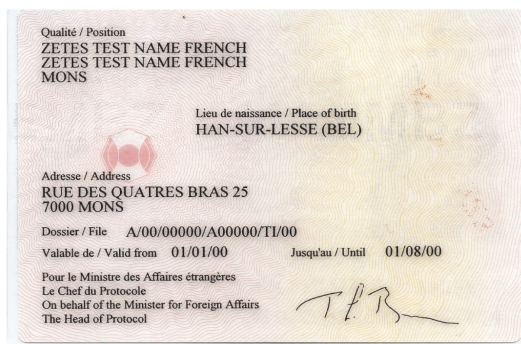 Qualité / Position
ZETES TEST NAME FRENCH
ZETES TEST NAME FRENCH
MONS
Lieu de naissance / Place of birth
HAN-SUR-LESSE (BEL)
Adresse / Address
RUE DES QUATRES BRAS 25
7000 MONS
Dossier / File A/00/00000/A00000/TI/00
Valable de / Valid from 01/01/00 Jusqu'au / Until 01/08/00
Pour le Ministre des Affaires étrangères
Le Chef du Protocole
On behalf of the Minister for Foreign Affairs
The Head of Protocol